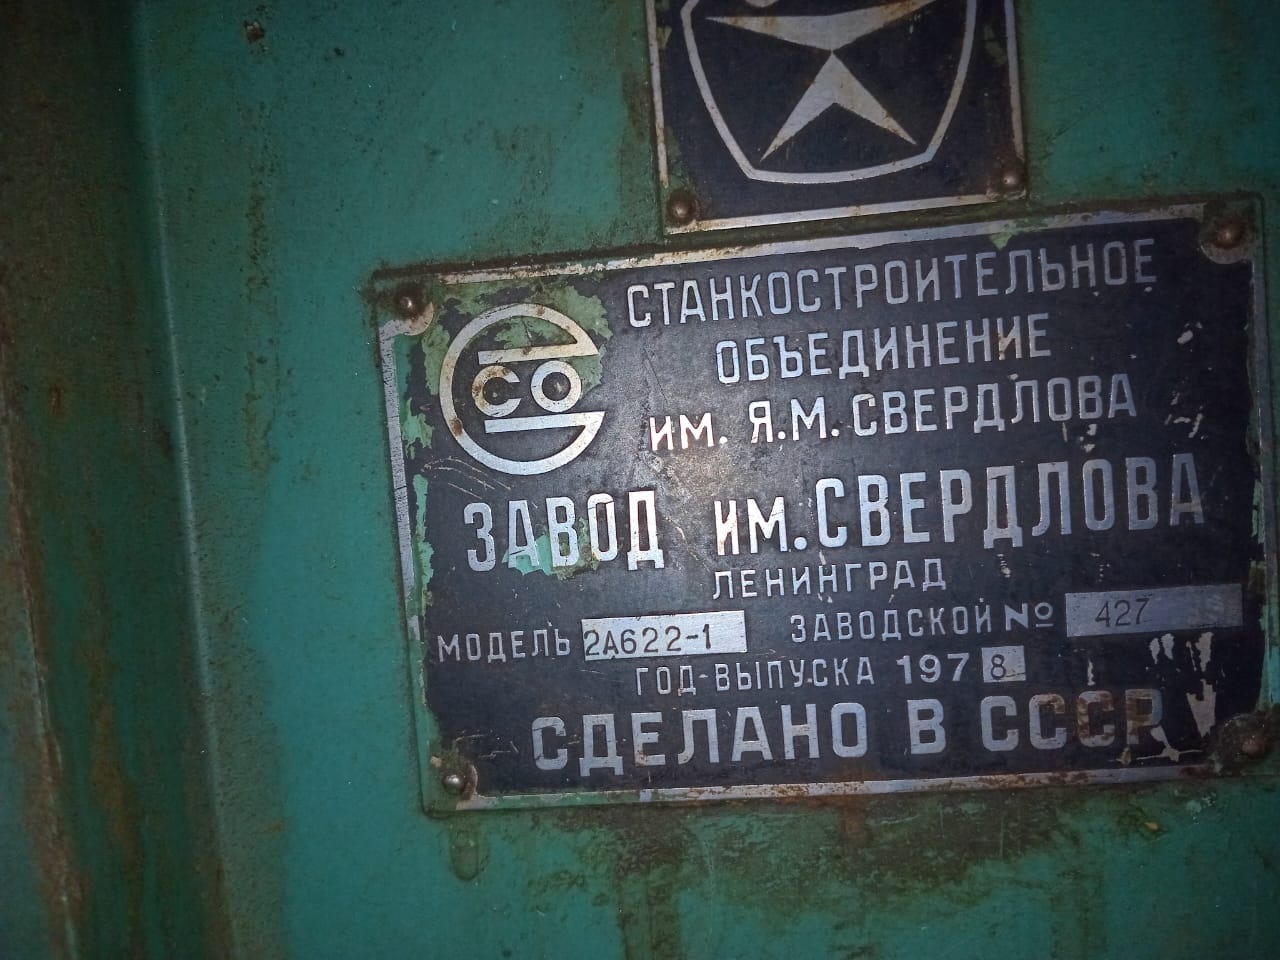 СТАНКОСТРОИТЕЛЬНОЕ
ОБЪЕДИНЕНИЕ
им. Я.М. СВЕРДЛОВА
СО
ЗАВОД им. СВЕРДЛОВА
ЛЕНИНГРАД
МОДЕЛЬ 2А622-1 ЗАВОДСКОЙ № 427
ГОД-ВЫПУСКА 1978
СДЕЛАНО В СССР